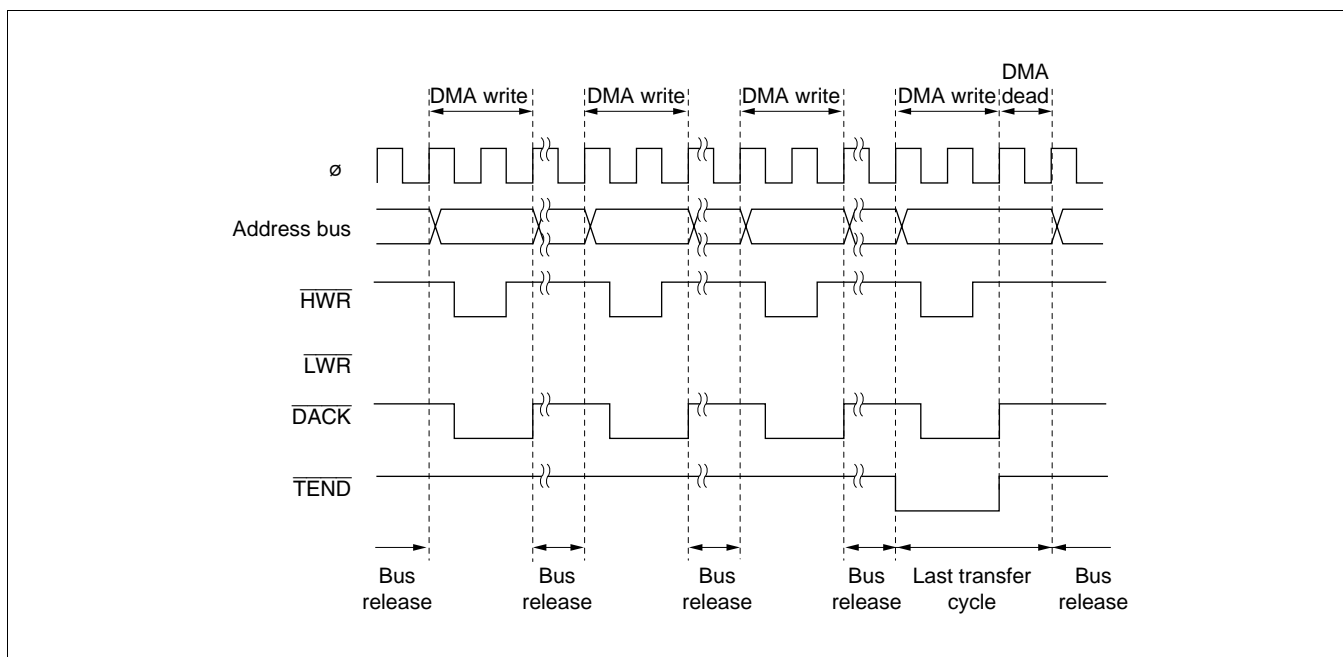 DMA
dead
DMA write DMA write DMA write DMA write
ø
Address bus
HWR
LWR
DACK
TEND
Bus release Bus release Bus release Bus release Last transfer cycle Bus release